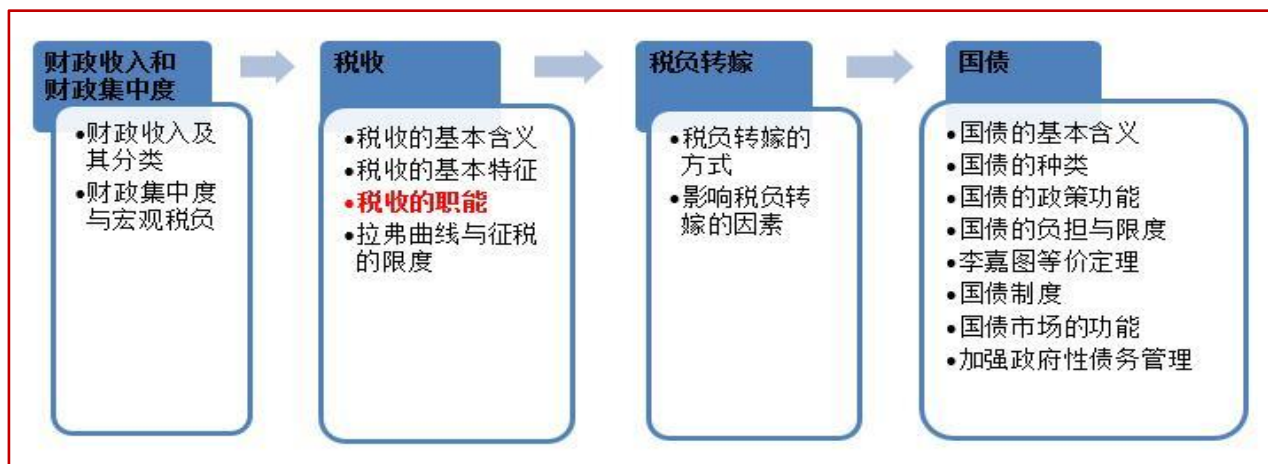 财政收入和
财政集中度
•财政收入及
其分类
•财政集中度
与宏观税负
税收
•税收的基本含义
•税收的基本特征
•税收的职能
•拉弗曲线与征税
的限度
税负转嫁
•税负转嫁的
方式
•影响税负转
嫁的因素
国债
•国债的基本含义
•国债的种类
•国债的政策功能
•国债的负担与限度
•李嘉图等价定理
•国债制度
•国债市场的功能
•加强政府性债务管理